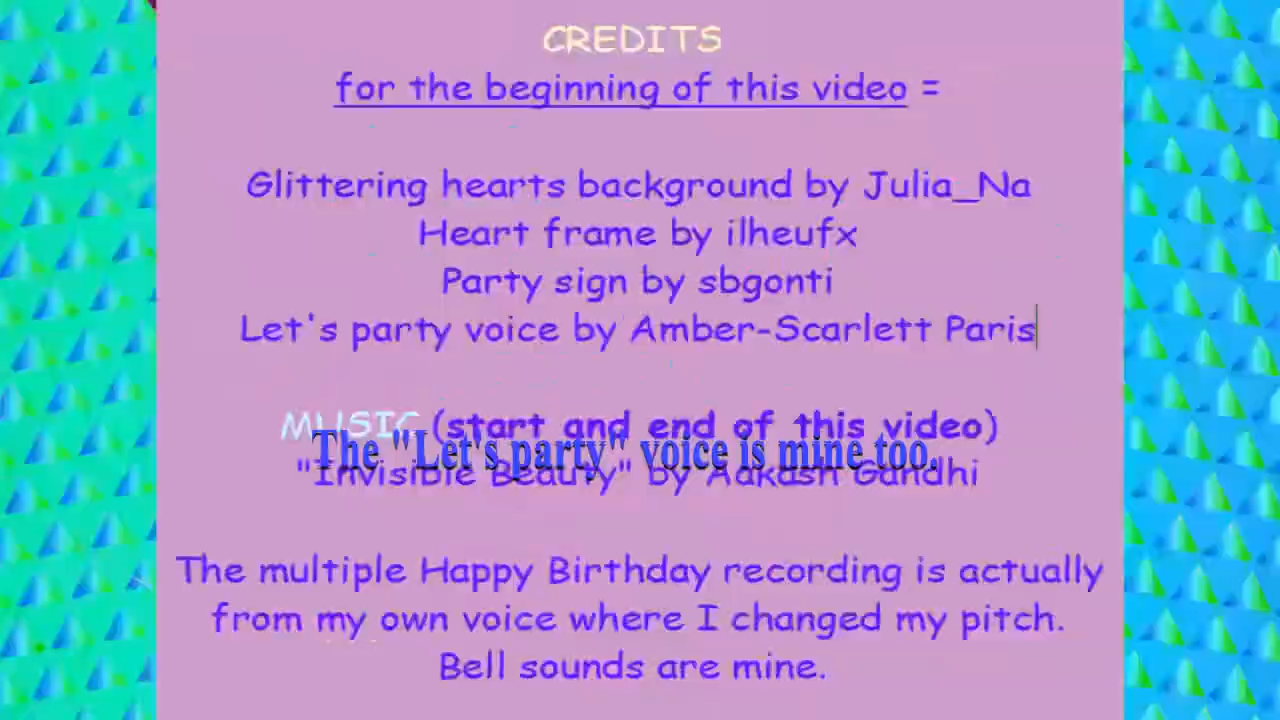 CREDITS
for the beginning of this video =
Glittering hearts background by Julia_Na
Heart frame by ilheufx
Party sign by sbgonti
Let's party voice by Amber-Scarlett Paris
MUSIC (start and end of this video)
The "Let's party" voice is mine too.
"Invisible Beauty" by Aakash Gandhi
The multiple Happy Birthday recording is actually
from my own voice where I changed my pitch.
Bell sounds are mine.